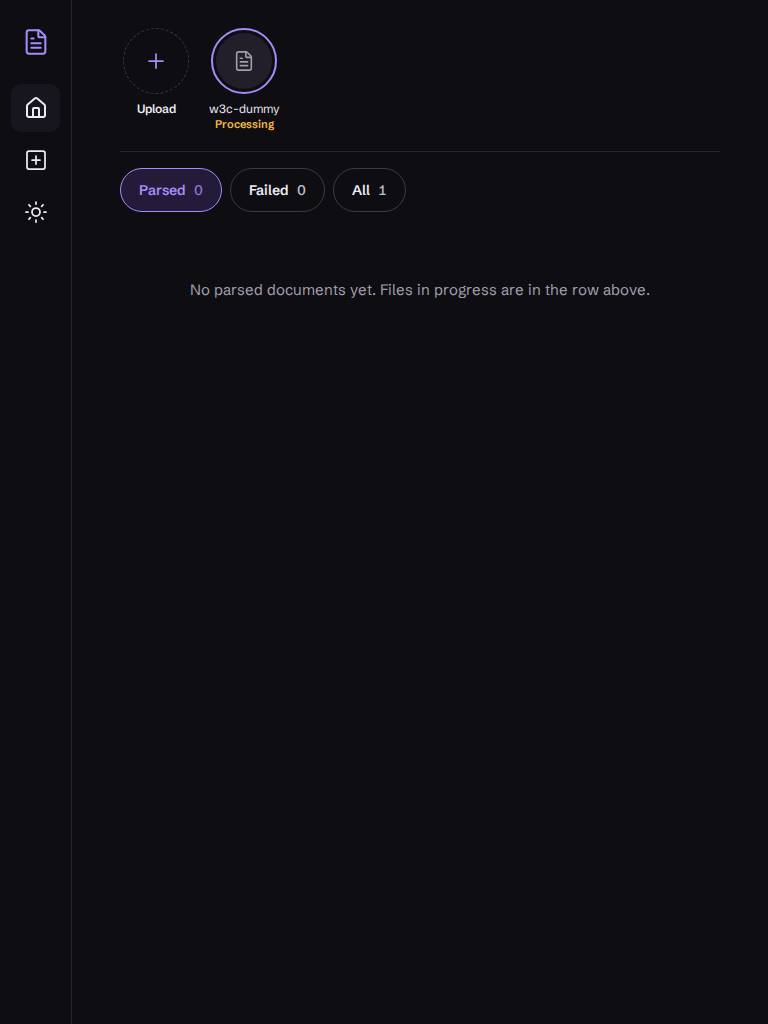 Upload
w3c-dummy
Processing
Parsed 0
Failed 0
All 1
No parsed documents yet. Files in progress are in the row above.